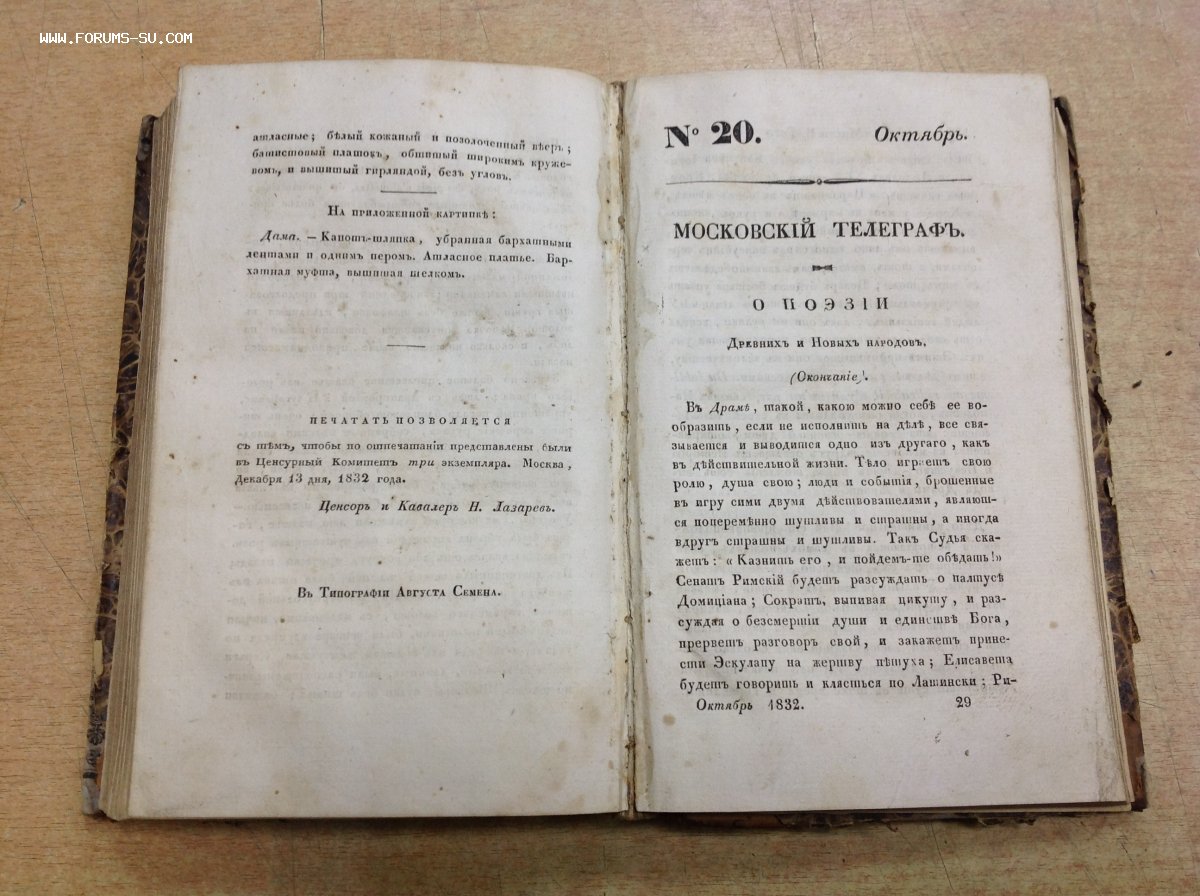 WWW.FORUMS-SU.COM
атласные; бѣлый кожаный и позолоченный вѣеръ;
батистовый платокъ, обшитый широкимъ круже-
вомъ, и вышитый гирляндой, безъ угловъ.
На приложенной картинкѣ:
Дама. — Капотъ-шляпка, убранная бархатными
лентами и однимъ перомъ. Атласное платье. Бар-
хатная муфта, вышитая шелкомъ.
ПЕЧАТАТЬ ПОЗВОЛЯЕТСЯ
съ тѣмъ, чтобы по отпечатаніи представлены были
въ Ценсурный Комитетъ три экземпляра. Москва,
Декабря 13 дня, 1832 года.
Ценсоръ и Кавалеръ Н. Лазаревъ.
Въ Типографіи Августа Семена.
№ 20. Октябрь.
МОСКОВСКІЙ ТЕЛЕГРАФЪ.
О ПОЭЗІИ
Древнихъ и Новыхъ народовъ.
(Окончаніе).
Въ Драмѣ, такой, какою можно себѣ ее во-
образить, если не исполнить на дѣлѣ, все свя-
зывается и выводится одно изъ другаго, какъ
въ дѣйствительной жизни. Тѣло играетъ свою
ролю, душа свою; люди и событія, брошенные
въ игру сими двумя дѣйствователями, являют-
ся поперемѣнно шутливы и страшны, а иногда
вдругъ страшны и шутливы. Такъ Судья ска-
жетъ: «Казнить его, и пойдемъ-те обѣдать!»
Сенатъ Римскій будетъ разсуждать о палтусѣ
Домиціана; Сократъ, выпивая цикуту, и раз-
суждая о безсмертіи души и единствѣ Бога,
прерветъ разговоръ свой, и закажетъ прине-
сти Эскулапу на жертву пѣтуха; Елисавета
будетъ говорить и клясться по Латински; Ри-
Октябрь 1832. 29